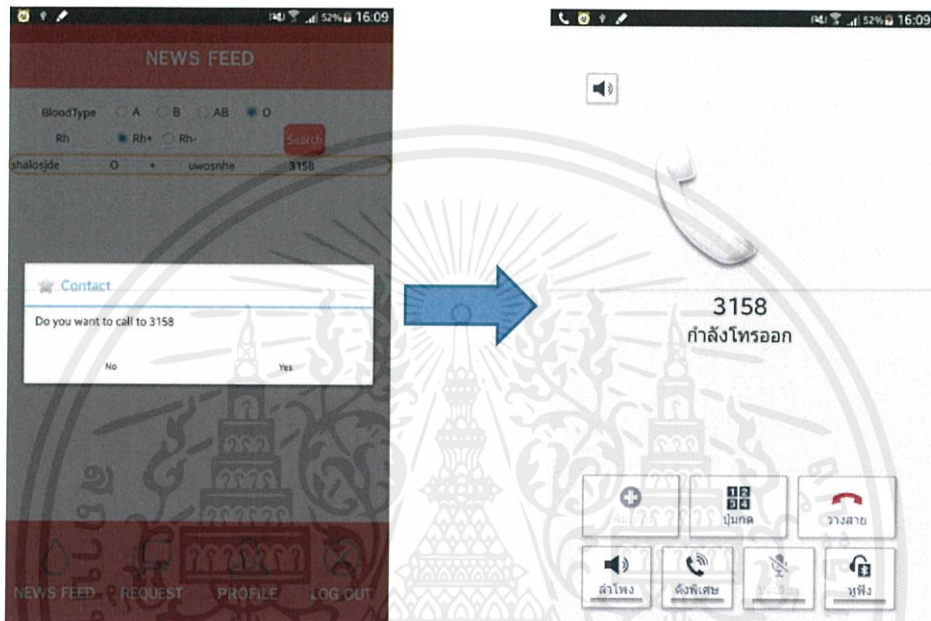 16:09
52%
NEWS FEED
BloodType A B AB O
Rh Rh+ Rh-
Search
shalosjde O + uwosnhe 3158
Contact
Do you want to call to 3158
No Yes
NEWS FEED REQUEST PROFILE LOG OUT
52% 16:09
3158
กำลังโทรออก
ปุ่มกด วางสาย
ลำโพง ดังพิเศษ หูฟัง